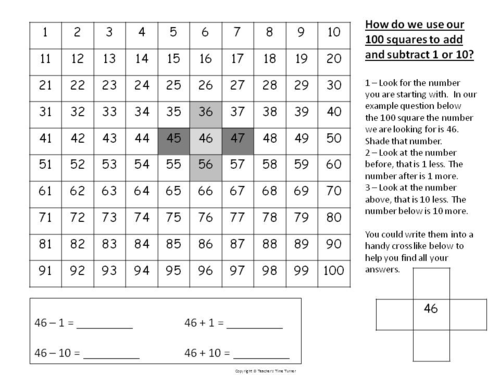 1 2 3 4 5 6 7 8 9 10
11 12 13 14 15 16 17 18 19 20
21 22 23 24 25 26 27 28 29 30
31 32 33 34 35 36 37 38 39 40
41 42 43 44 45 46 47 48 49 50
51 52 53 54 55 56 57 58 59 60
61 62 63 64 65 66 67 68 69 70
71 72 73 74 75 76 77 78 79 80
81 82 83 84 85 86 87 88 89 90
91 92 93 94 95 96 97 98 99 100
46 – 1 = __________ 46 + 1 = __________
46 – 10 = __________ 46 + 10 = __________
How do we use our
100 squares to add
and subtract 1 or 10?
1 – Look for the number
you are starting with. In our
example question below
the 100 square the number
we are looking for is 46.
Shade that number.
2 – Look at the number
before, that is 1 less. The
number after is 1 more.
3 – Look at the number
above, that is 10 less. The
number below is 10 more.
You could write them into a
handy cross like below to
help you find all your
answers.
46
Copyright © Teachers Time Turner